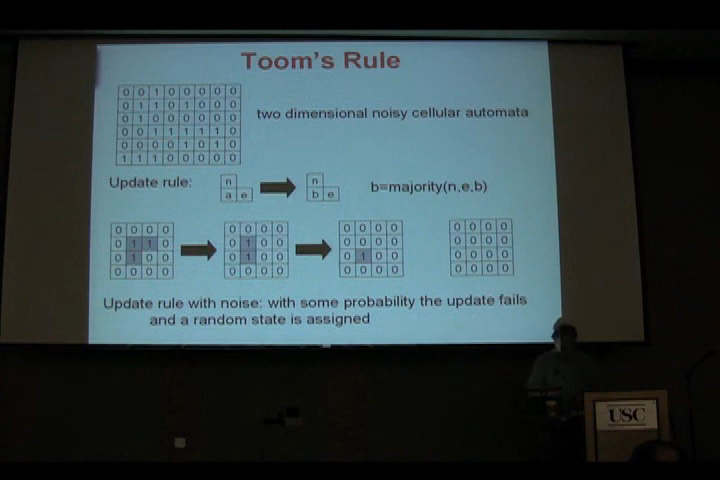 Toom's Rule
0 0 1 0 0 0 0 0
0 1 1 0 1 0 0 0
0 1 0 0 0 0 0 0
0 0 1 1 1 1 1 0
0 0 0 0 1 0 1 0
1 1 1 0 0 0 0 0
two dimensional noisy cellular automata
Update rule:
n
a e
n
b e
b=majority(n,e,b)
0 0 0 0
0 1 1 0
0 1 0 0
0 0 0 0
0 0 0 0
0 1 0 0
0 1 0 0
0 0 0 0
0 0 0 0
0 0 0 0
0 1 0 0
0 0 0 0
0 0 0 0
0 0 0 0
0 0 0 0
0 0 0 0
Update rule with noise: with some probability the update fails
and a random state is assigned
USC